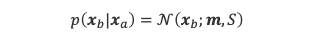 p(𝒙_b|𝒙_a) = 𝒩(𝒙_b; 𝒎, S)